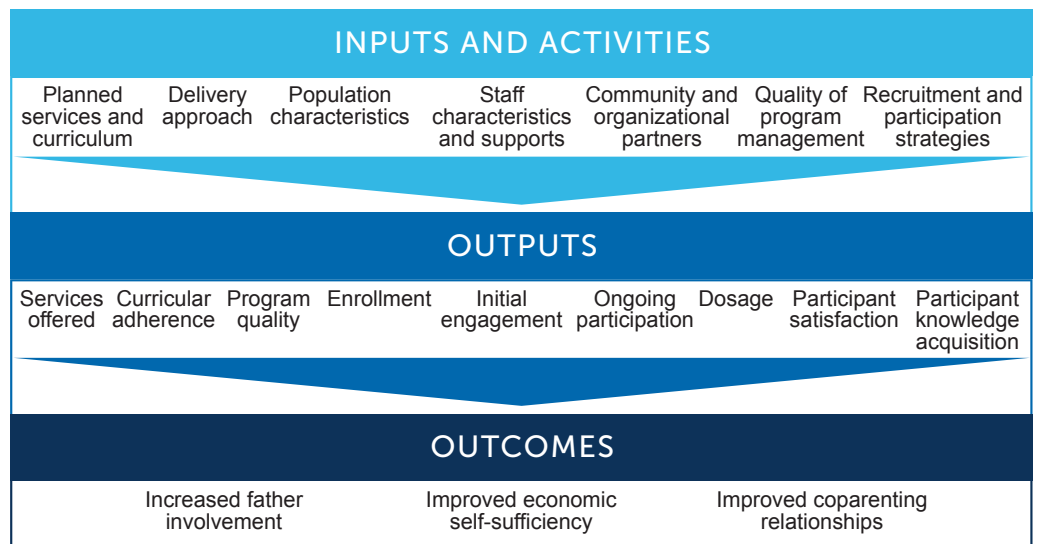 INPUTS AND ACTIVITIES
Planned
services and
curriculum
Delivery
approach
Population
characteristics
Staff
characteristics
and supports
Community and
organizational
partners
Quality of
program
management
Recruitment and
participation
strategies
OUTPUTS
Services
offered
Curricular
adherence
Program
quality
Enrollment
Initial
engagement
Ongoing
participation
Dosage
Participant
satisfaction
Participant
knowledge
acquisition
OUTCOMES
Increased father
involvement
Improved economic
self-sufficiency
Improved coparenting
relationships